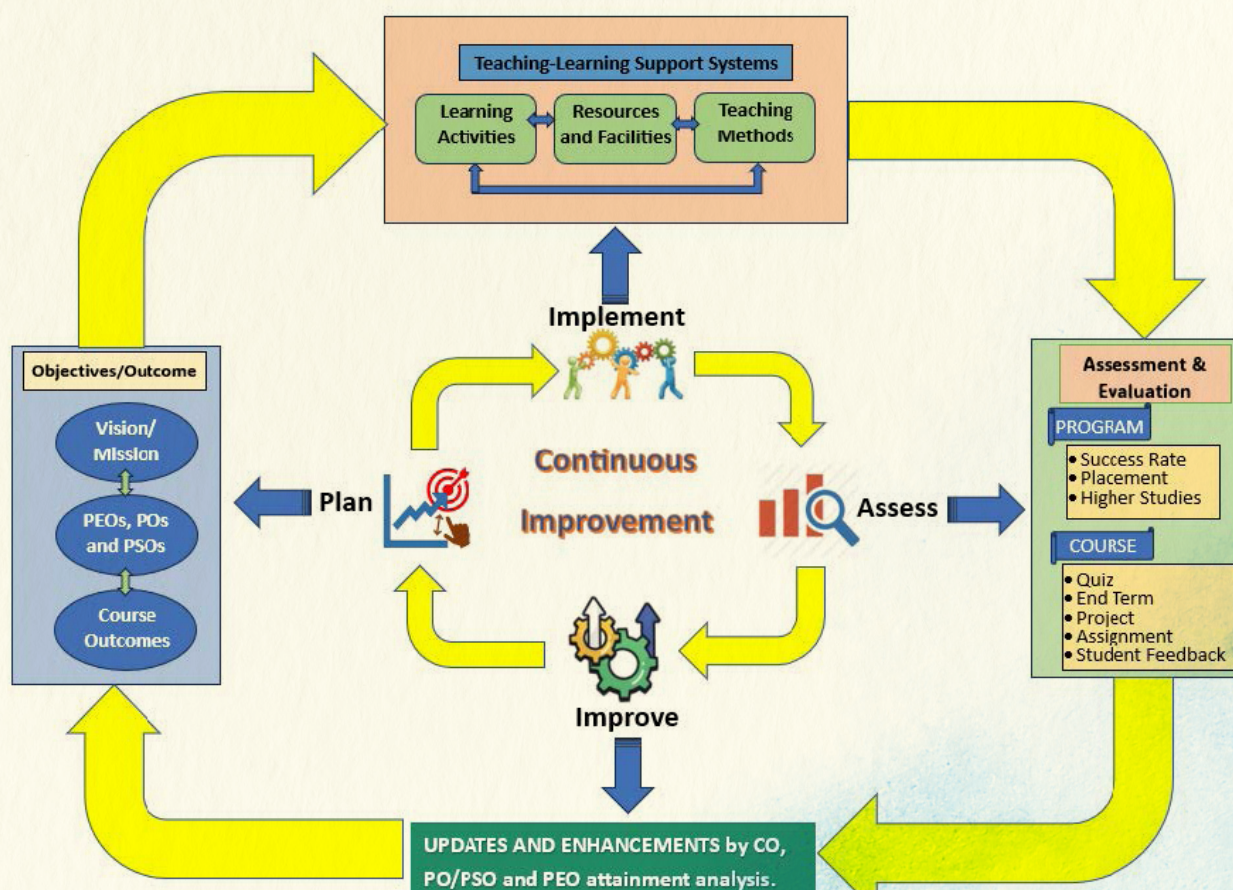 Teaching-Learning Support Systems
Learning
Activities
Resources
and Facilities
Teaching
Methods
Implement
Objectives/Outcome
Vision/
Mission
PEOs, POs
and PSOs
Course
Outcomes
Plan
Continuous
Improvement
Assess
Assessment &
Evaluation
PROGRAM
• Success Rate
• Placement
• Higher Studies
COURSE
• Quiz
• End Term
• Project
• Assignment
• Student Feedback
Improve
UPDATES AND ENHANCEMENTS by CO,
PO/PSO and PEO attainment analysis.